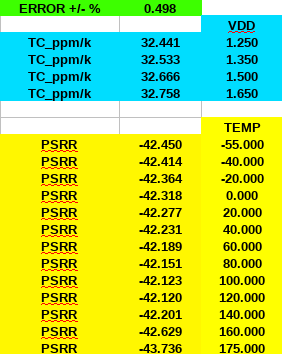 ERROR +/- % 0.498
VDD
TC_ppm/k 32.441 1.250
TC_ppm/k 32.533 1.350
TC_ppm/k 32.666 1.500
TC_ppm/k 32.758 1.650
TEMP
PSRR -42.450 -55.000
PSRR -42.414 -40.000
PSRR -42.364 -20.000
PSRR -42.318 0.000
PSRR -42.277 20.000
PSRR -42.231 40.000
PSRR -42.189 60.000
PSRR -42.151 80.000
PSRR -42.123 100.000
PSRR -42.120 120.000
PSRR -42.201 140.000
PSRR -42.629 160.000
PSRR -43.736 175.000